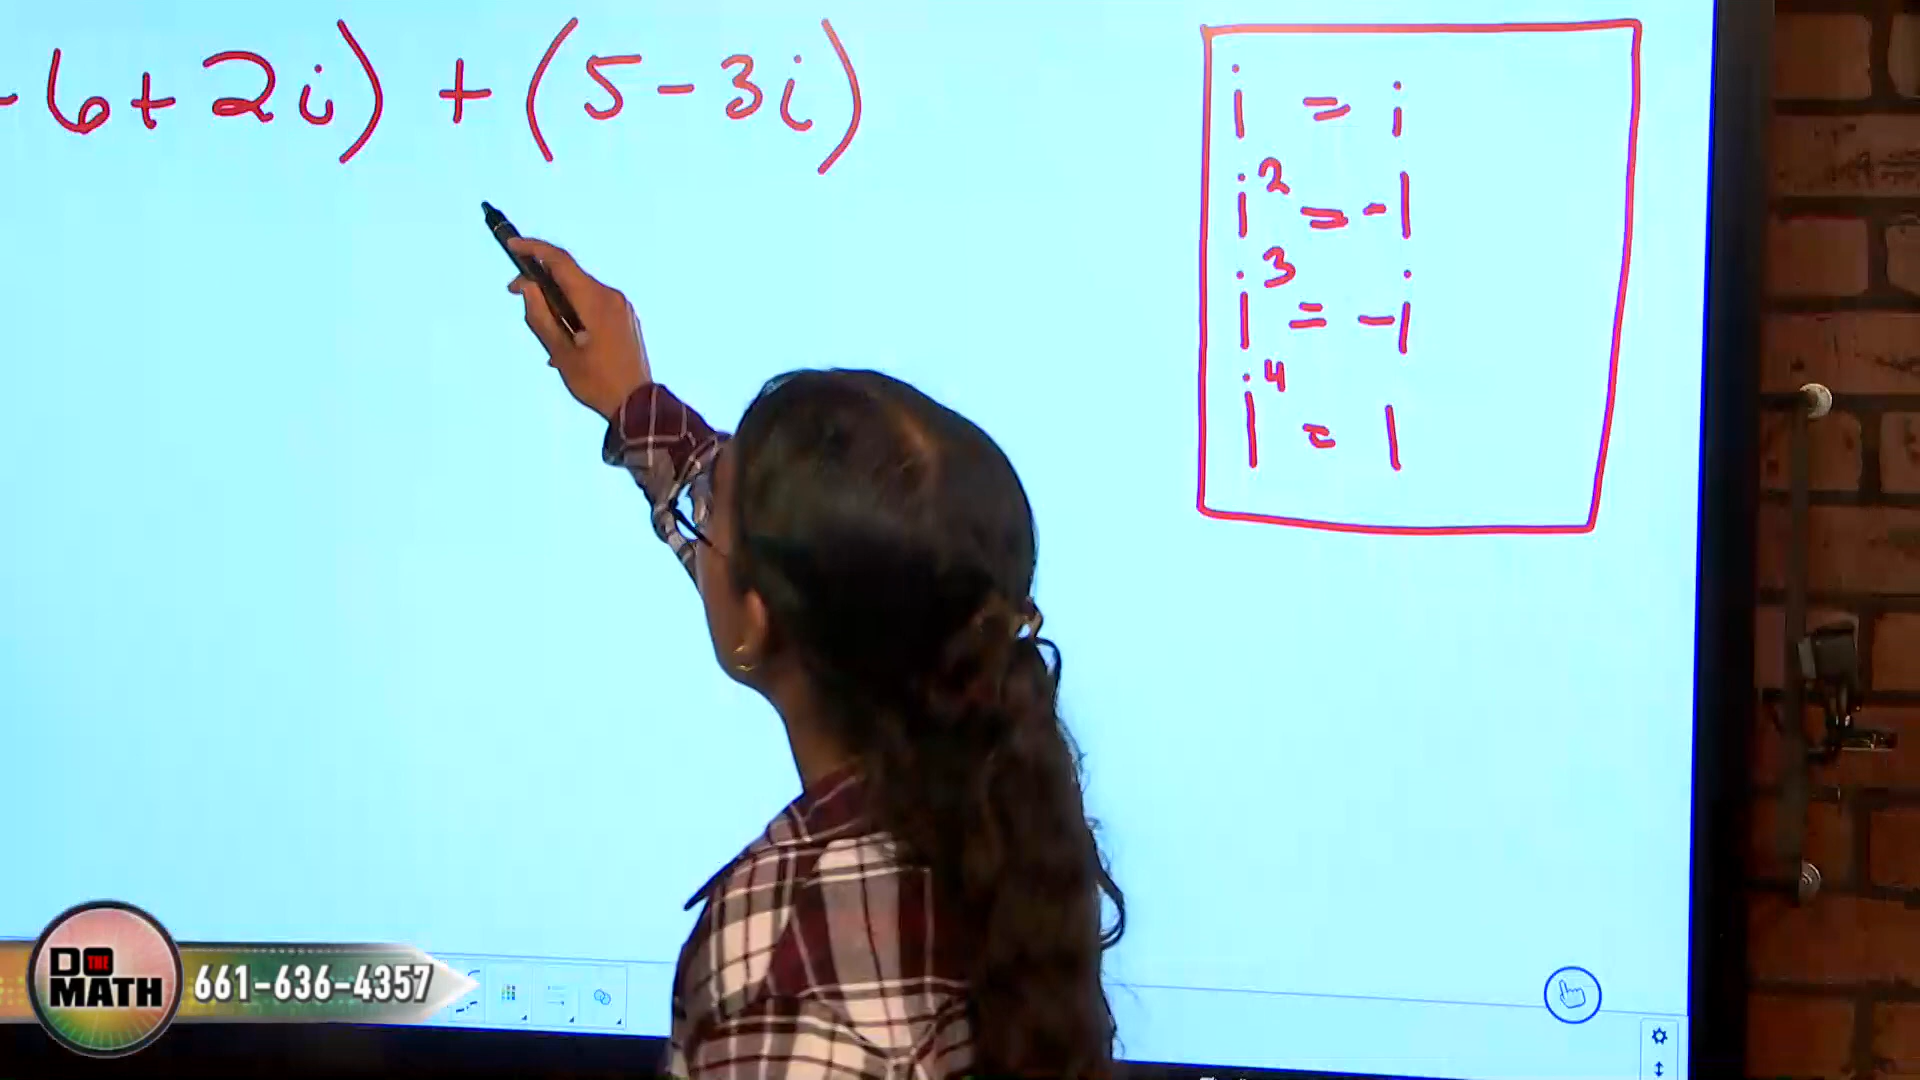 - 6 + 2i) + (5 - 3i)
i = i
i² = -1
i³ = -i
i⁴ = 1
DO THE MATH
661-636-4357